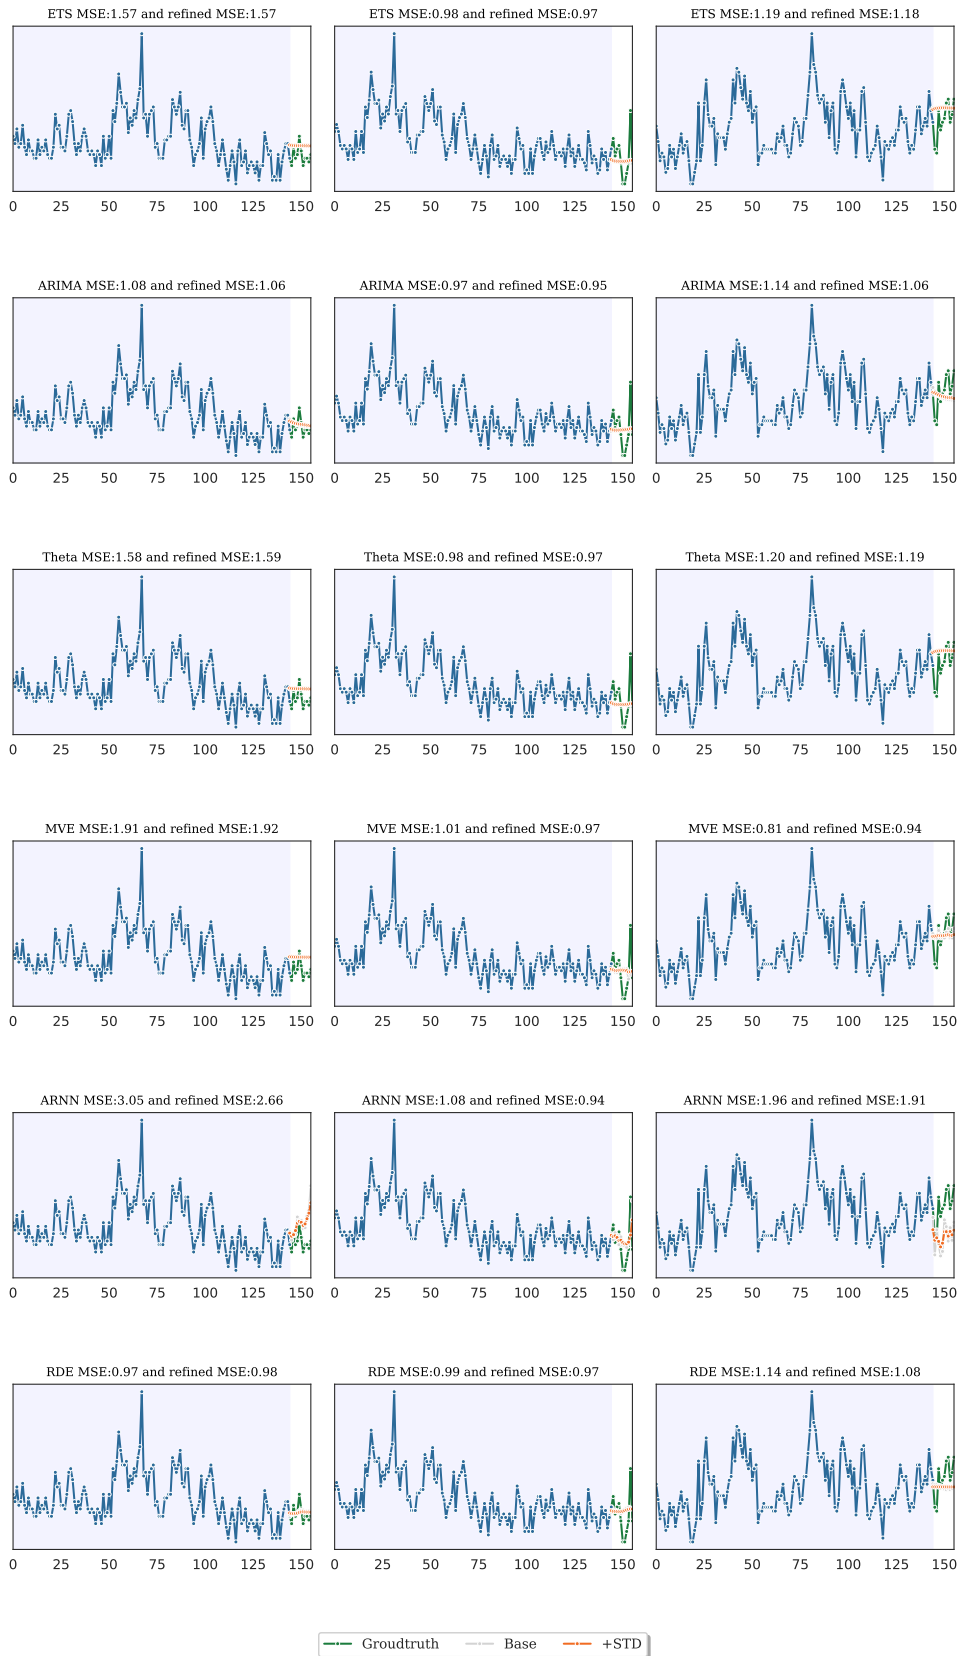 ETS MSE:1.57 and refined MSE:1.57
ETS MSE:0.98 and refined MSE:0.97
ETS MSE:1.19 and refined MSE:1.18
0 25 50 75 100 125 150
0 25 50 75 100 125 150
0 25 50 75 100 125 150
ARIMA MSE:1.08 and refined MSE:1.06
ARIMA MSE:0.97 and refined MSE:0.95
ARIMA MSE:1.14 and refined MSE:1.06
0 25 50 75 100 125 150
0 25 50 75 100 125 150
0 25 50 75 100 125 150
Theta MSE:1.58 and refined MSE:1.59
Theta MSE:0.98 and refined MSE:0.97
Theta MSE:1.20 and refined MSE:1.19
0 25 50 75 100 125 150
0 25 50 75 100 125 150
0 25 50 75 100 125 150
MVE MSE:1.91 and refined MSE:1.92
MVE MSE:1.01 and refined MSE:0.97
MVE MSE:0.81 and refined MSE:0.94
0 25 50 75 100 125 150
0 25 50 75 100 125 150
0 25 50 75 100 125 150
ARNN MSE:3.05 and refined MSE:2.66
ARNN MSE:1.08 and refined MSE:0.94
ARNN MSE:1.96 and refined MSE:1.91
0 25 50 75 100 125 150
0 25 50 75 100 125 150
0 25 50 75 100 125 150
RDE MSE:0.97 and refined MSE:0.98
RDE MSE:0.99 and refined MSE:0.97
RDE MSE:1.14 and refined MSE:1.08
0 25 50 75 100 125 150
0 25 50 75 100 125 150
0 25 50 75 100 125 150
Groudtruth Base +STD